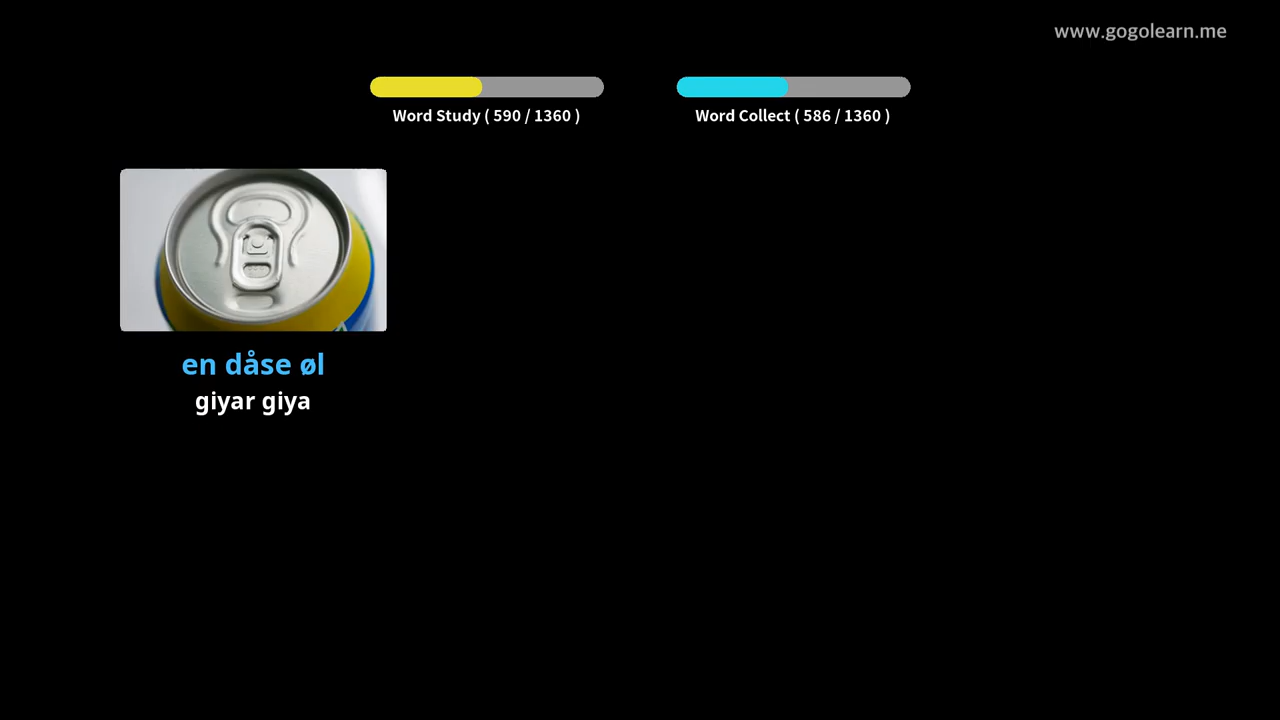 www.gogolearn.me
Word Study ( 590 / 1360 )
Word Collect ( 586 / 1360 )
en dåse øl
giyar giya